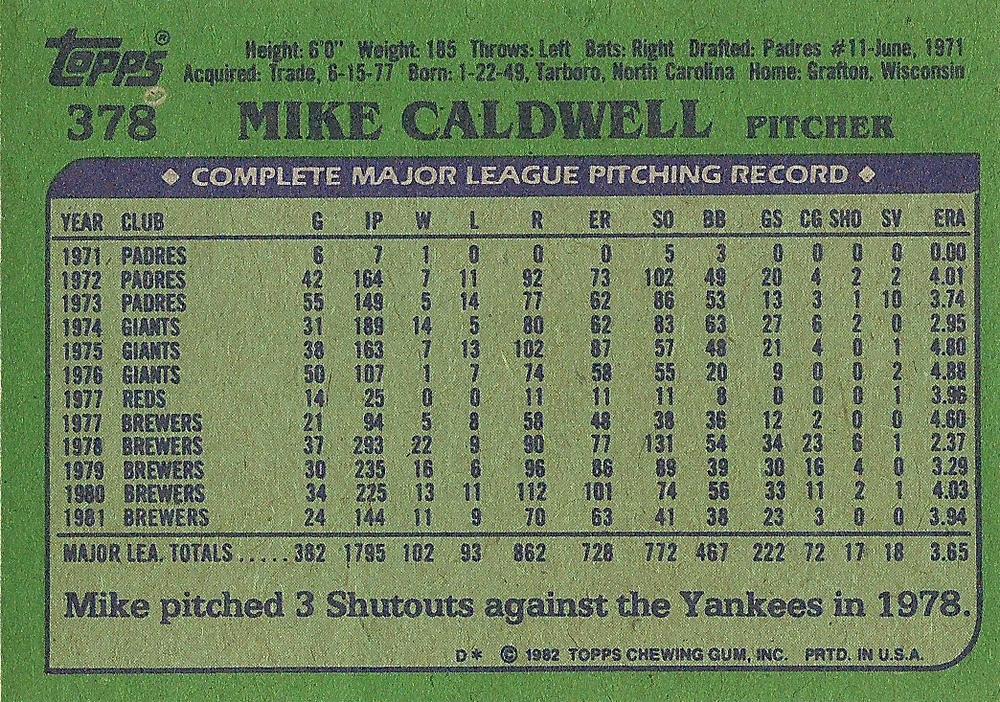 Topps® Height: 6'0" Weight: 185 Throws: Left Bats: Right Drafted: Padres #11-June, 1971
Acquired: Trade, 6-15-77 Born: 1-22-49, Tarboro, North Carolina Home: Grafton, Wisconsin
378 MIKE CALDWELL PITCHER
◆ COMPLETE MAJOR LEAGUE PITCHING RECORD ◆
YEAR CLUB G IP W L R ER SO BB GS CG SHO SV ERA
1971 PADRES 6 7 1 0 0 0 5 3 0 0 0 0 0.00
1972 PADRES 42 164 7 11 92 73 102 49 20 4 2 2 4.01
1973 PADRES 55 149 5 14 77 62 86 53 13 3 1 10 3.74
1974 GIANTS 31 189 14 5 80 62 83 63 27 6 2 0 2.95
1975 GIANTS 38 163 7 13 102 87 57 48 21 4 0 1 4.80
1976 GIANTS 50 107 1 7 74 58 55 20 9 0 0 2 4.88
1977 REDS 14 25 0 0 11 11 11 8 0 0 0 1 3.96
1977 BREWERS 21 94 5 8 58 48 38 36 12 2 0 0 4.60
1978 BREWERS 37 293 22 9 90 77 131 54 34 23 6 1 2.37
1979 BREWERS 30 235 16 6 96 86 89 39 30 16 4 0 3.29
1980 BREWERS 34 225 13 11 112 101 74 56 33 11 2 1 4.03
1981 BREWERS 24 144 11 9 70 63 41 38 23 3 0 0 3.94
MAJOR LEA. TOTALS ..... 382 1795 102 93 862 728 772 467 222 72 17 18 3.65
Mike pitched 3 Shutouts against the Yankees in 1978.
D* © 1982 TOPPS CHEWING GUM, INC. PRTD. IN U.S.A.